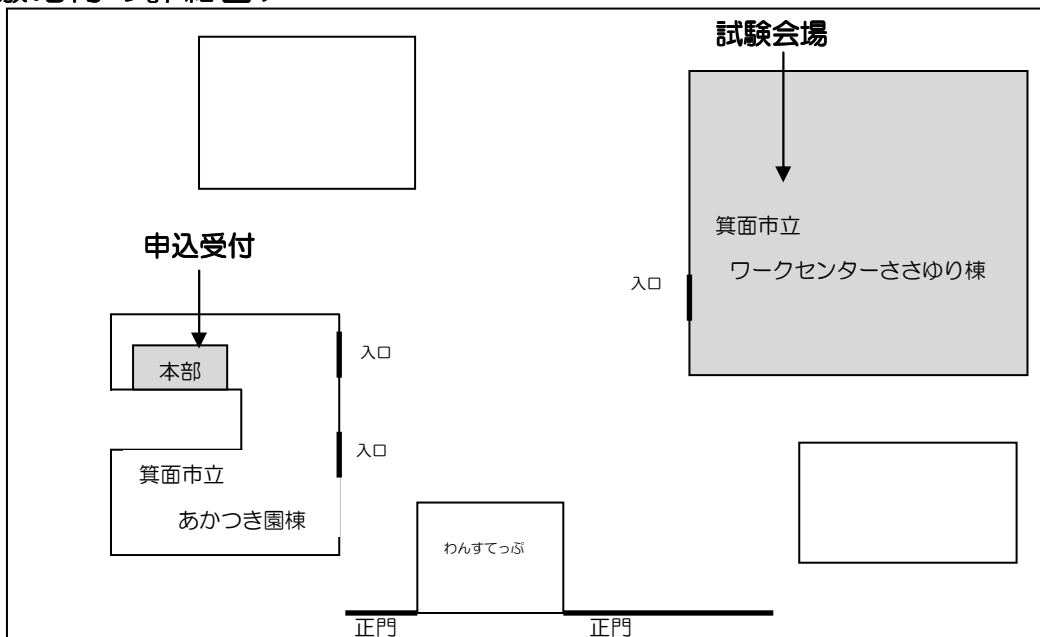 試験会場
箕面市立
ワークセンターささゆり棟
申込受付
入口
本部
入口
入口
箕面市立
あかつき園棟
わんすてっぷ
正門
正門